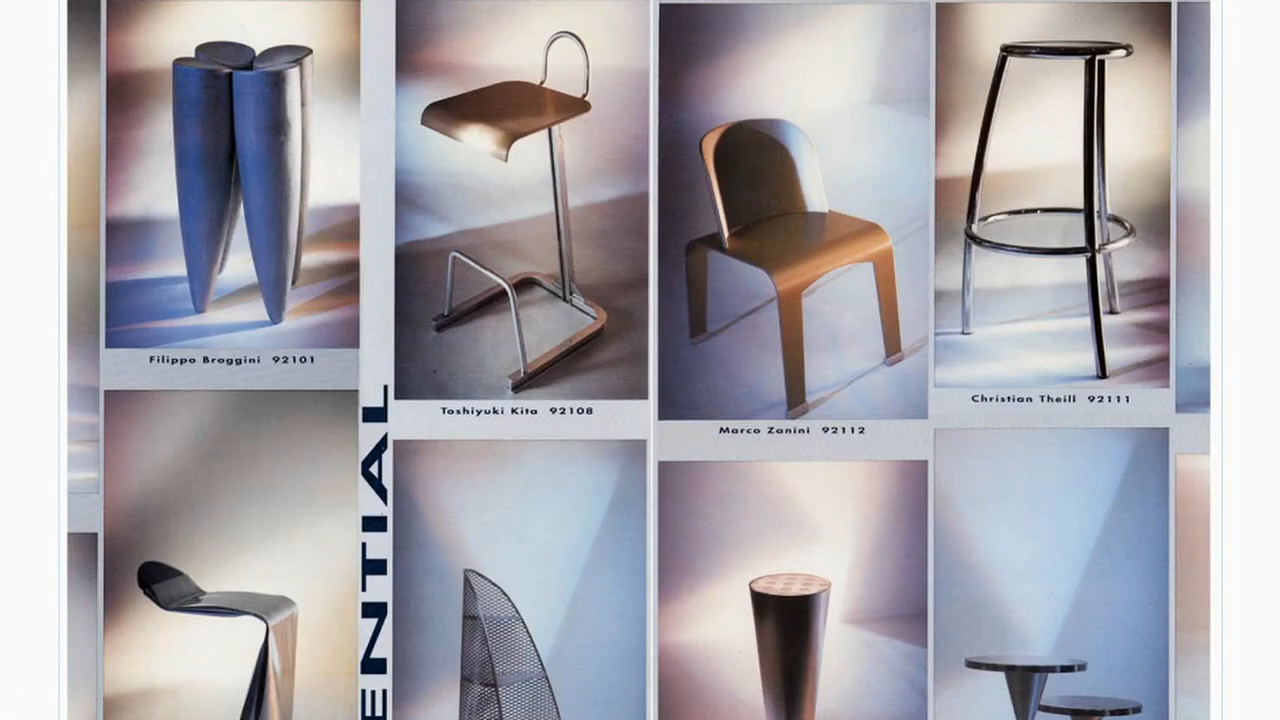 Filippo Broggini 92101
Toshiyuki Kita 92108
Marco Zanini 92112
Christian Theill 92111
ENTIAL